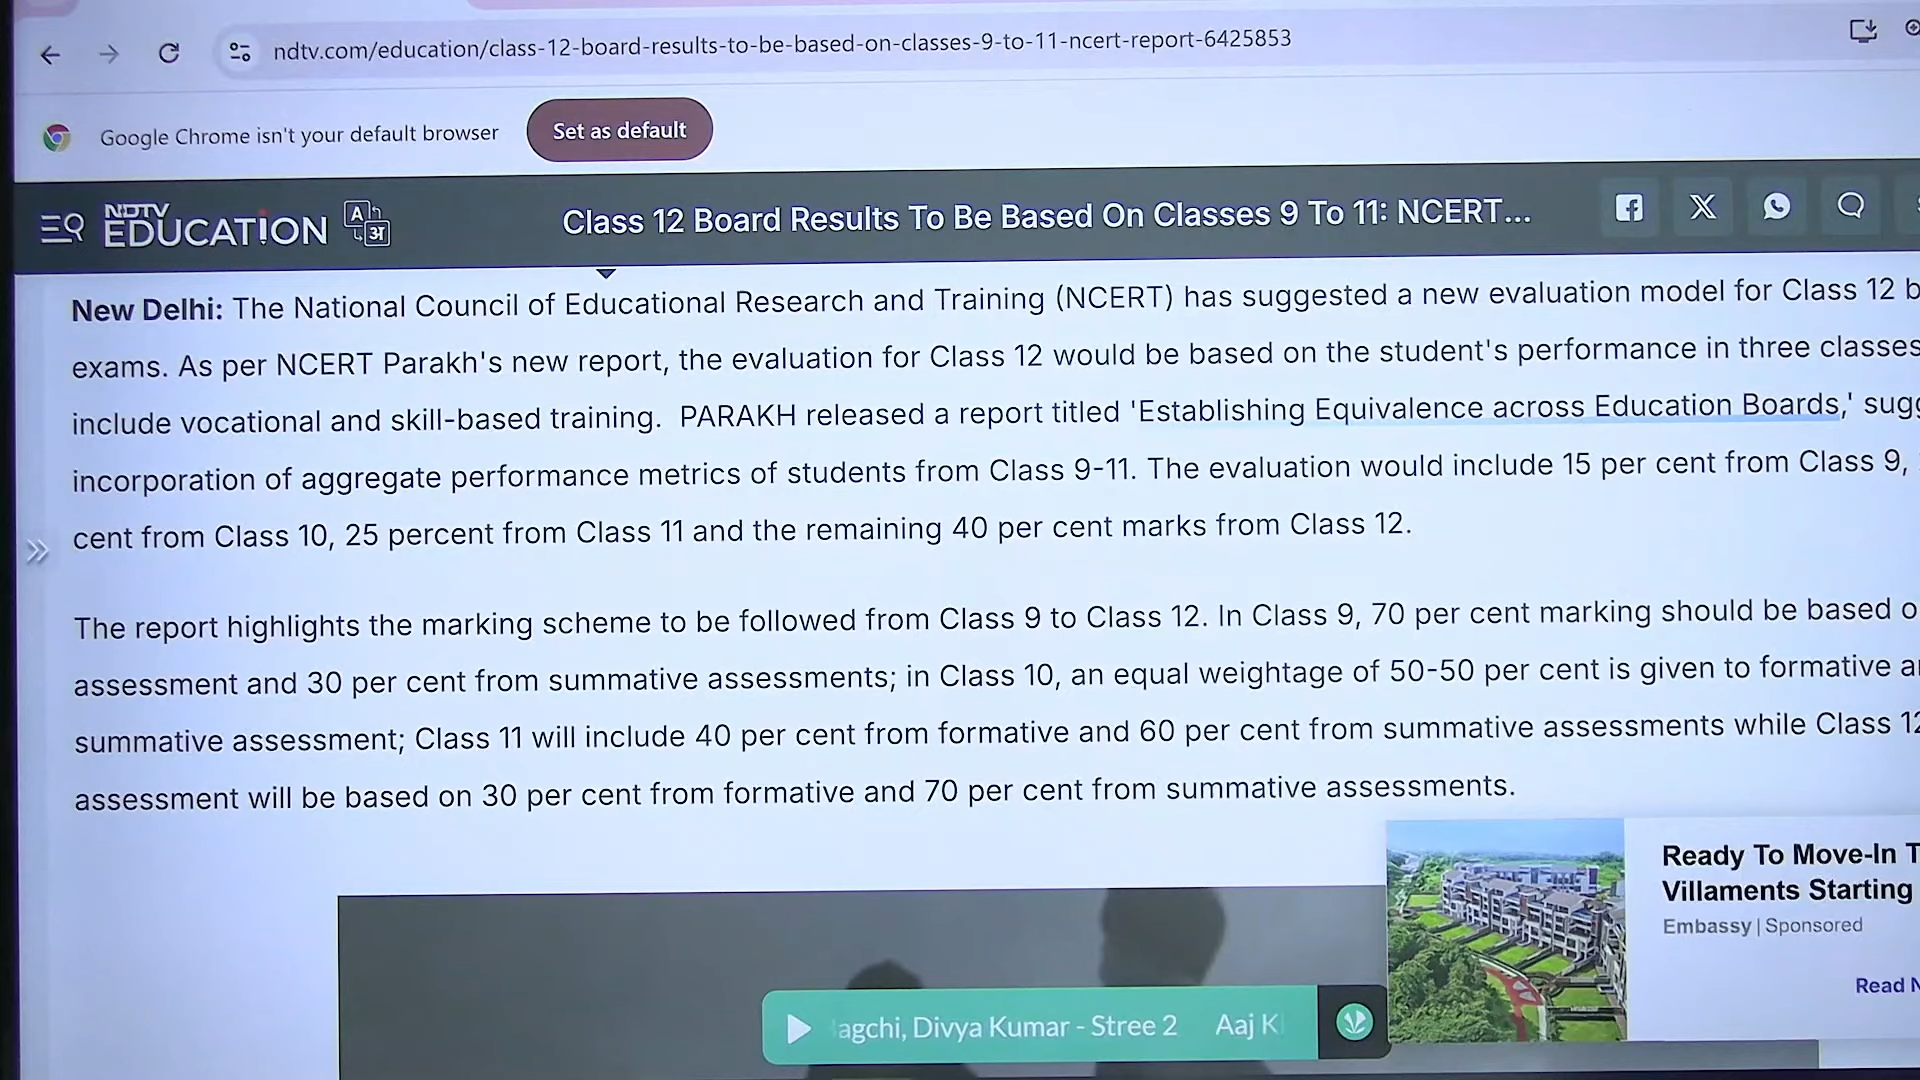 ndtv.com/education/class-12-board-results-to-be-based-on-classes-9-to-11-ncert-report-6425853
Google Chrome isn't your default browser
Set as default
NDTV
EDUCATION
A
अ
Class 12 Board Results To Be Based On Classes 9 To 11: NCERT...
New Delhi: The National Council of Educational Research and Training (NCERT) has suggested a new evaluation model for Class 12 b
exams. As per NCERT Parakh's new report, the evaluation for Class 12 would be based on the student's performance in three classes
include vocational and skill-based training. PARAKH released a report titled 'Establishing Equivalence across Education Boards,' sugg
incorporation of aggregate performance metrics of students from Class 9-11. The evaluation would include 15 per cent from Class 9,
cent from Class 10, 25 percent from Class 11 and the remaining 40 per cent marks from Class 12.
The report highlights the marking scheme to be followed from Class 9 to Class 12. In Class 9, 70 per cent marking should be based o
assessment and 30 per cent from summative assessments; in Class 10, an equal weightage of 50-50 per cent is given to formative a
summative assessment; Class 11 will include 40 per cent from formative and 60 per cent from summative assessments while Class 12
assessment will be based on 30 per cent from formative and 70 per cent from summative assessments.
Ready To Move-In T
Villaments Starting
Embassy | Sponsored
Read N
agchi, Divya Kumar - Stree 2 Aaj K